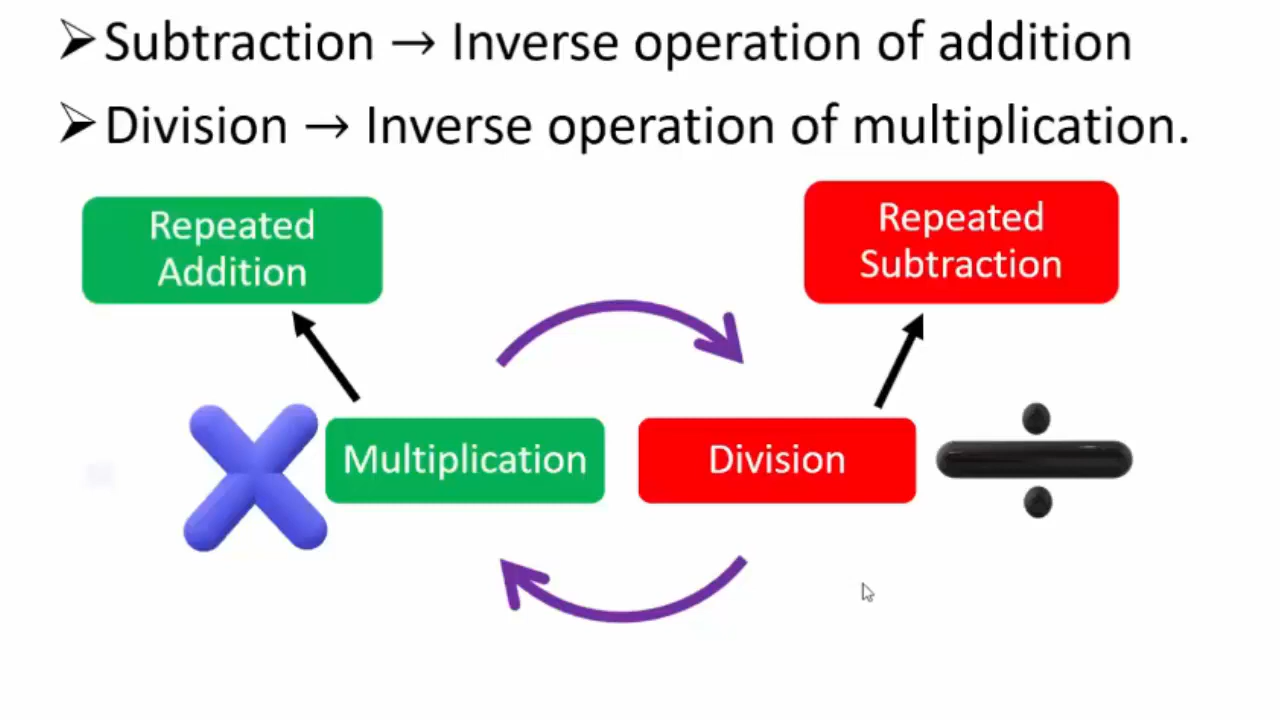 ➢Subtraction → Inverse operation of addition
➢Division → Inverse operation of multiplication.
Repeated
Addition
Repeated
Subtraction
Multiplication
Division